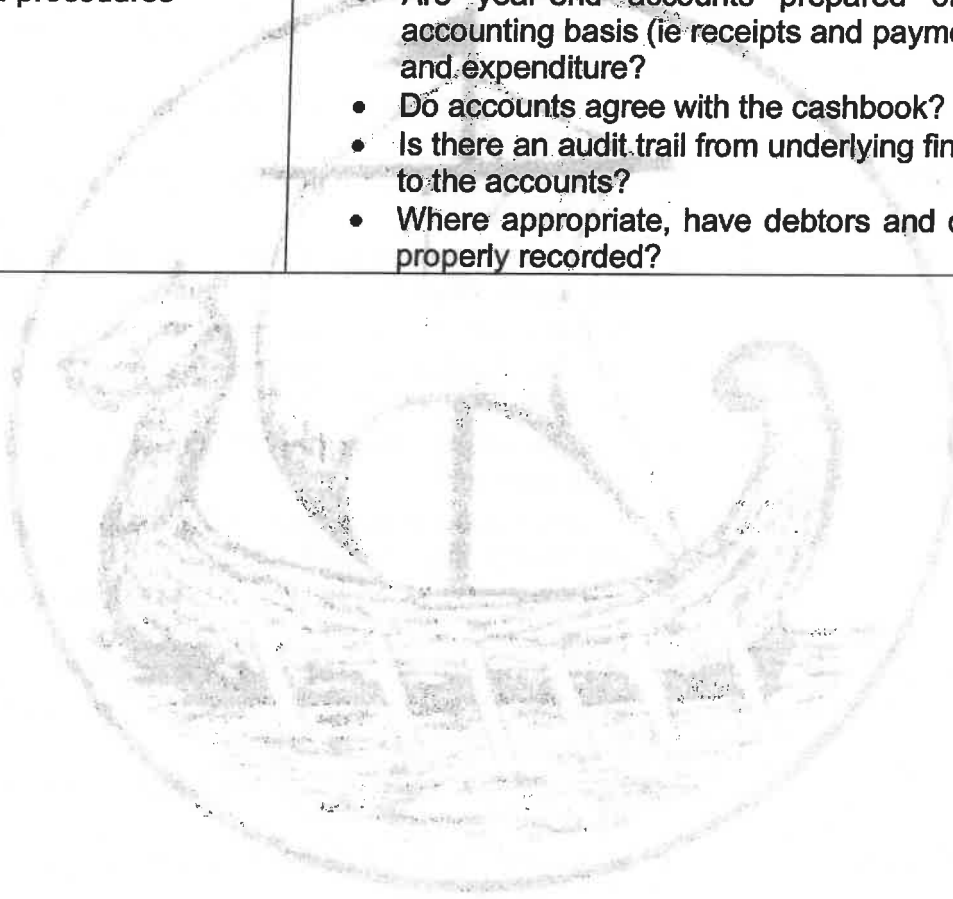 procedures
• Are year-end accounts prepared o
accounting basis (ie receipts and payme
and expenditure?
• Do accounts agree with the cashbook?
• Is there an audit trail from underlying fin
to the accounts?
• Where appropriate, have debtors and c
properly recorded?